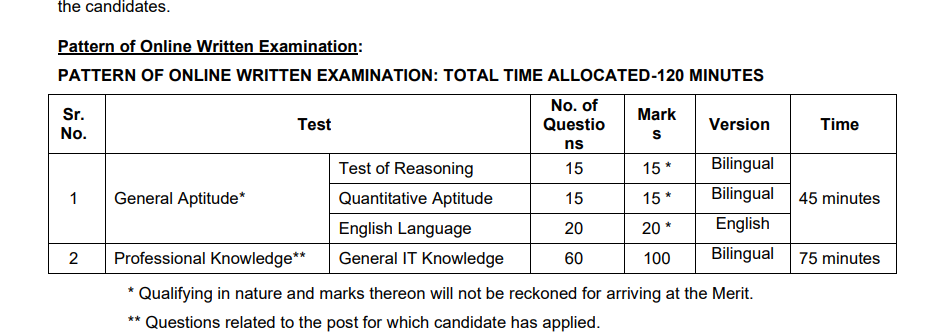 the candidates.
Pattern of Online Written Examination:
PATTERN OF ONLINE WRITTEN EXAMINATION: TOTAL TIME ALLOCATED-120 MINUTES
Sr. No. Test No. of Questio ns Mark s Version Time
1 General Aptitude* Test of Reasoning 15 15 * Bilingual 45 minutes
Quantitative Aptitude 15 15 * Bilingual
English Language 20 20 * English
2 Professional Knowledge** General IT Knowledge 60 100 Bilingual 75 minutes
* Qualifying in nature and marks thereon will not be reckoned for arriving at the Merit.
** Questions related to the post for which candidate has applied.